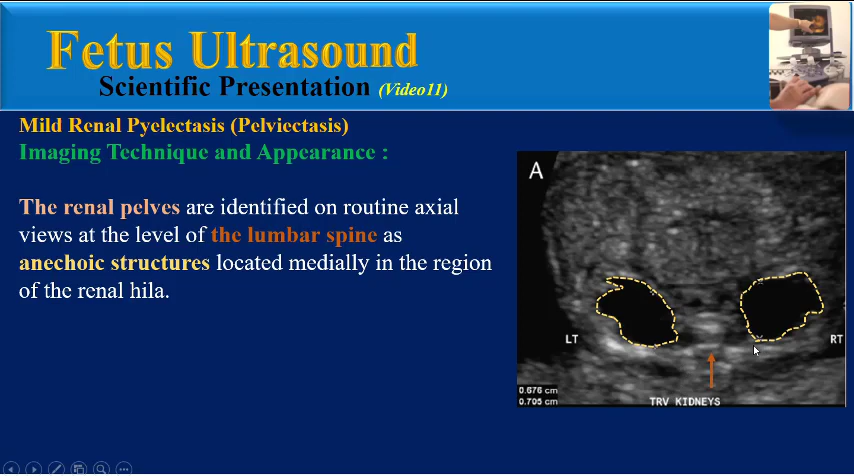 Fetus Ultrasound
Scientific Presentation (Video11)
Mild Renal Pyelectasis (Pelviectasis)
Imaging Technique and Appearance :
The renal pelves are identified on routine axial
views at the level of the lumbar spine as
anechoic structures located medially in the region
of the renal hila.
A
LT
RT
0.676 cm
0.705 cm
TRV KIDNEYS